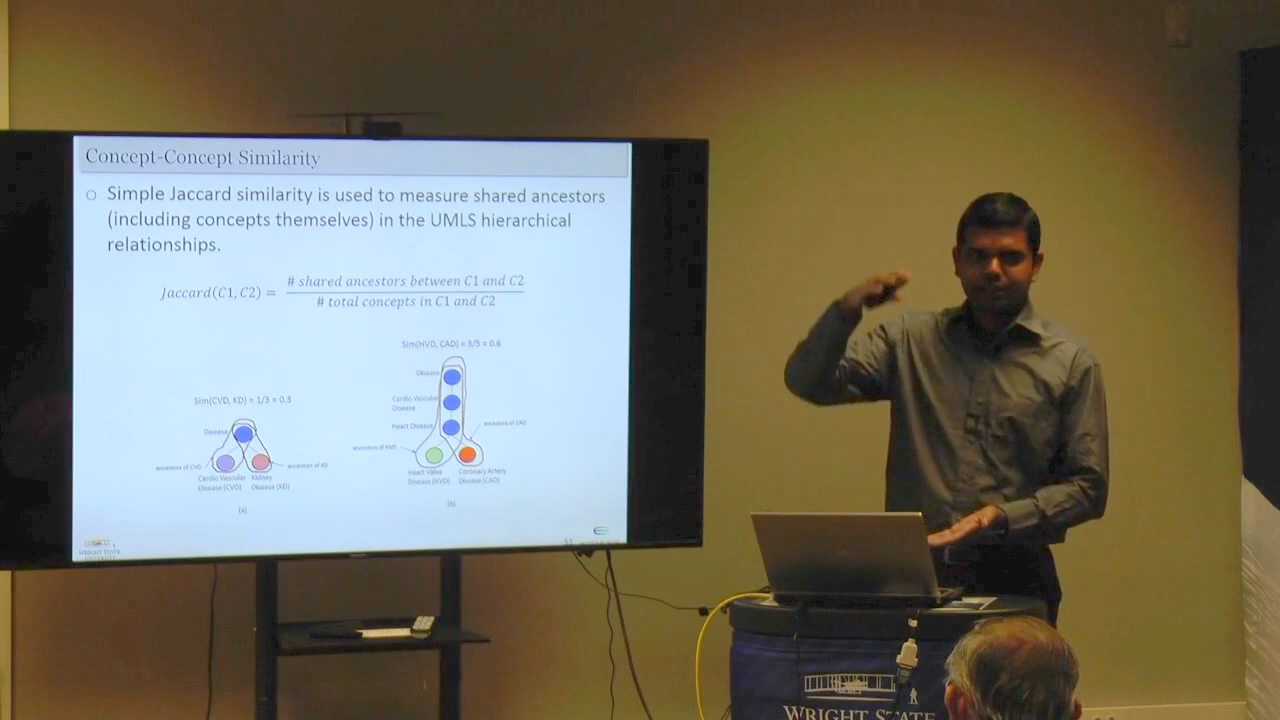 Concept-Concept Similarity
○ Simple Jaccard similarity is used to measure shared ancestors
(including concepts themselves) in the UMLS hierarchical
relationships.
Jaccard(C1, C2) =
# shared ancestors between C1 and C2
# total concepts in C1 and C2
Sim(CVD, KD) = 1/3 = 0.3
Disease
ancestors of CVD
ancestors of KD
Cardio Vascular
Disease (CVD)
Kidney
Disease (KD)
(a)
Sim(HVD, CAD) = 3/5 = 0.6
Disease
Cardio Vascular
Disease
Heart Disease
ancestors of CAD
ancestors of HVD
Heart Valve
Disease (HVD)
Coronary Artery
Disease (CAD)
(b)
WRIGHT STATE
UNIVERSITY
WRIGHT STATE